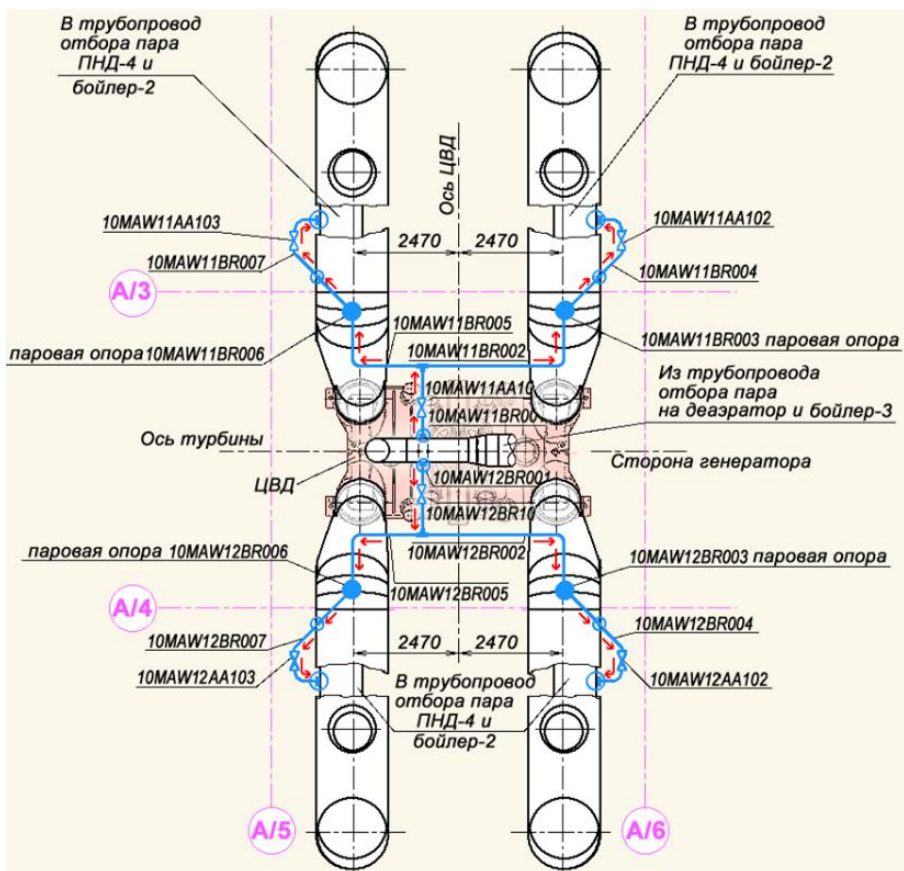 В трубопровод
отбора пара
ПНД-4 и
бойлер-2
В трубопровод
отбора пара
ПНД-4 и бойлер-2
Ось ЦВД
10MAW11AA103
10MAW11AA102
2470
2470
10MAW11BR007
10MAW11BR004
А/3
10MAW11BR005
10MAW11BR003 паровая опора
паровая опора 10MAW11BR006
10MAW11BR002
10MAW11AA10
10MAW11BR00
Из трубопровода
отбора пара
на деаэратор и бойлер-3
Ось турбины
Сторона генератора
ЦВД
10MAW12BR001
10MAW12BR10
паровая опора 10MAW12BR006
10MAW12BR002
10MAW12BR003 паровая опора
10MAW12BR005
А/4
10MAW12BR007
10MAW12BR004
2470
2470
10MAW12AA103
10MAW12AA102
В трубопровод
отбора пара
ПНД-4 и
бойлер-2
А/5
А/6